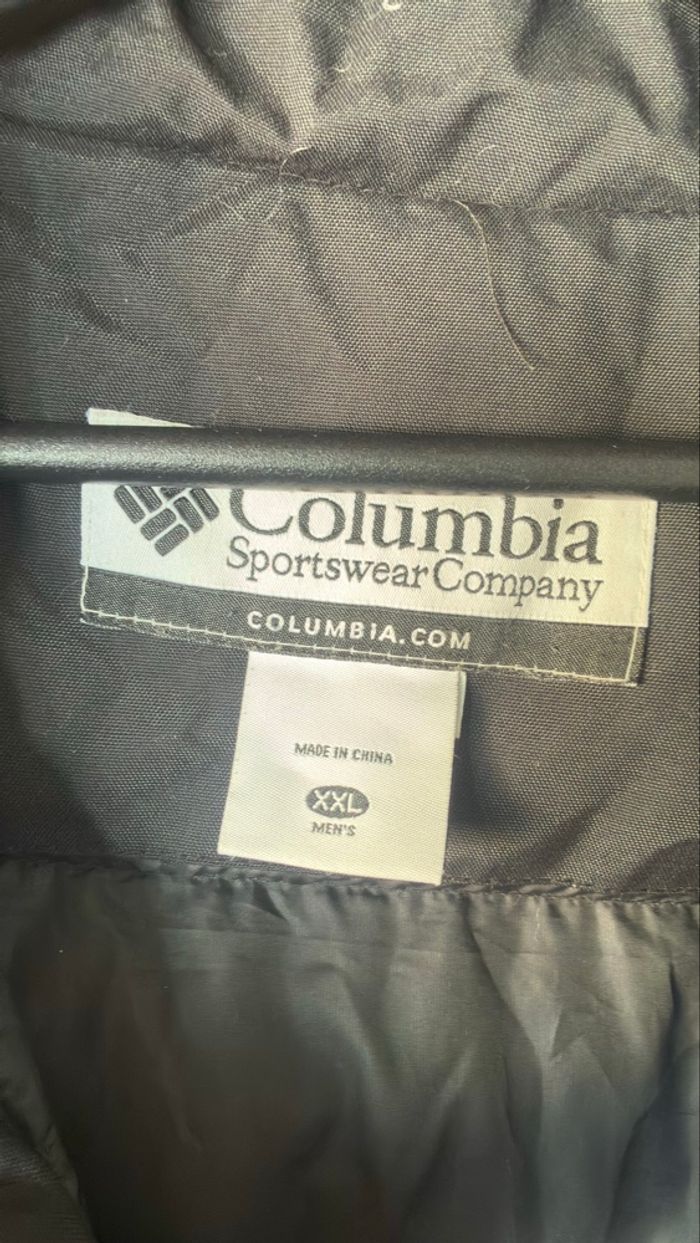 Columbia
Sportswear Company
COLUMBIA.COM
MADE IN CHINA
XXL
MEN'S